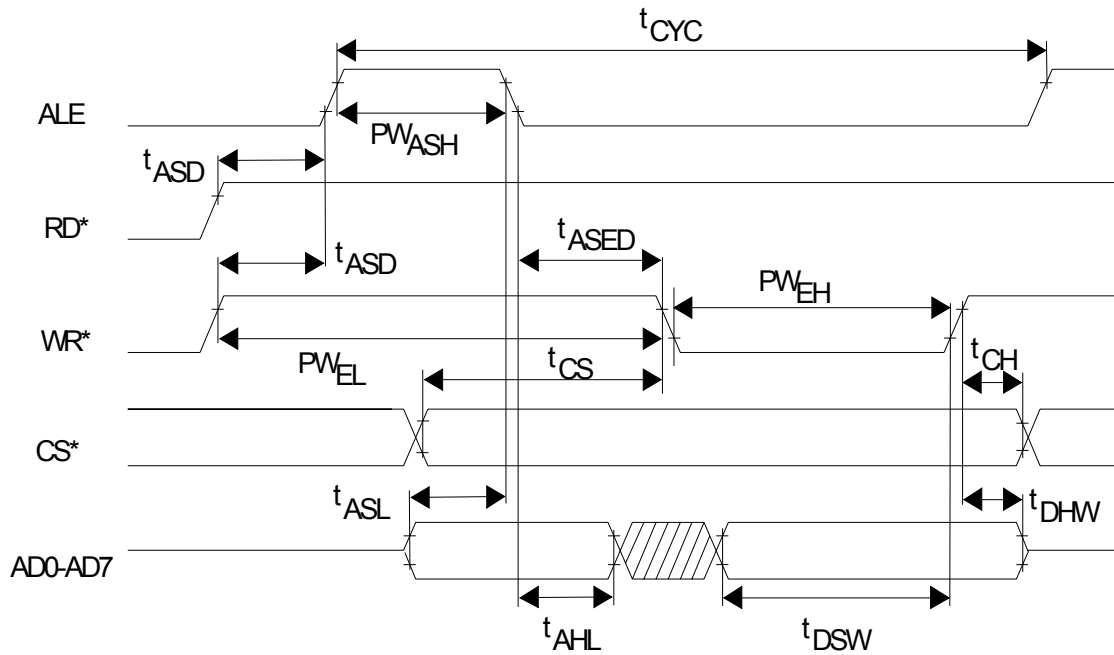 tCYC
ALE
PWASH
tASD
RD*
tASED
tASD
PWEH
WR*
PWEL
tCS
tCH
CS*
tASL
tDHW
AD0-AD7
tAHL
tDSW